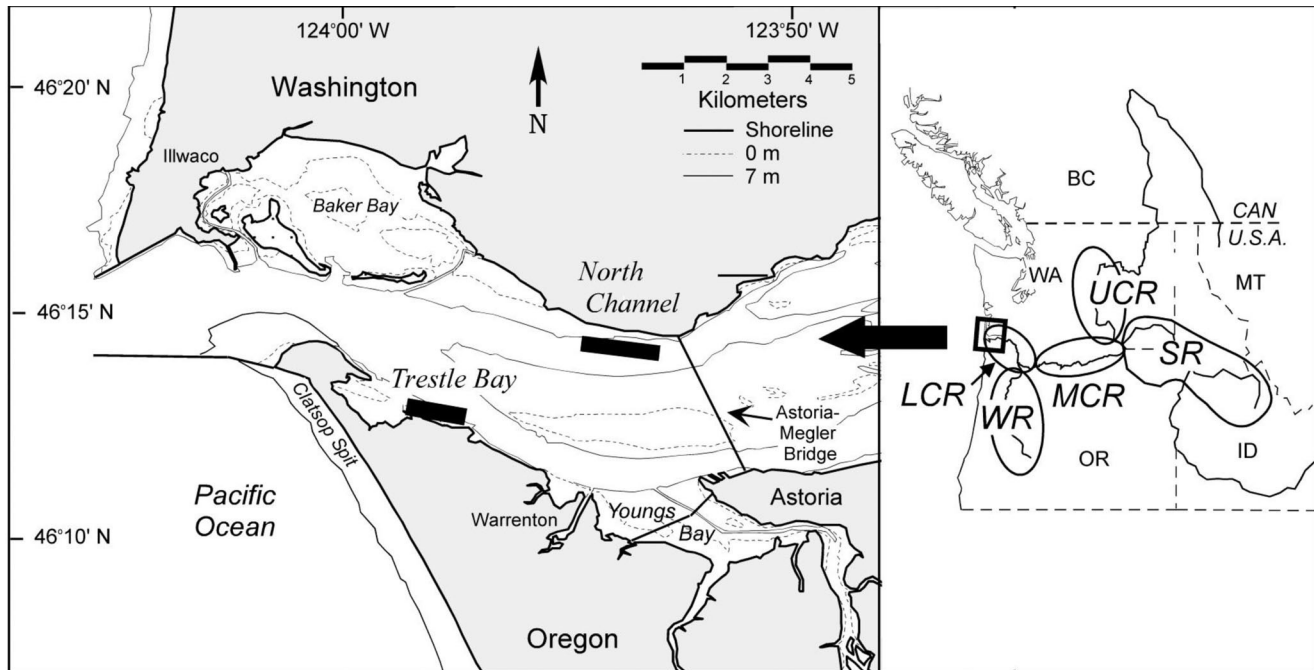 124°00' W
123°50' W
46°20' N
Washington
N
1 2 3 4 5
Kilometers
Shoreline
0 m
7 m
Illwaco
Baker Bay
46°15' N
North
Channel
Trestle Bay
Clatsop Spit
Astoria-
Megler
Bridge
Pacific
Ocean
46°10' N
Warrenton
Youngs
Bay
Astoria
Oregon
BC
CAN
U.S.A.
WA
MT
UCR
SR
LCR
MCR
WR
OR
ID